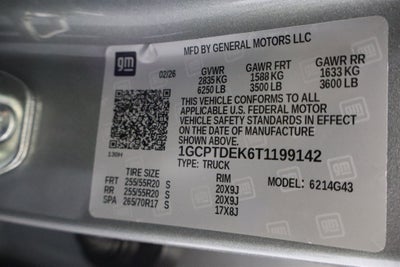 MFD BY GENERAL MOTORS LLC
gm
02/26 GVWR GAWR FRT GAWR RR
2835 KG 1588 KG 1633 KG
6250 LB 3500 LB 3600 LB
THIS VEHICLE CONFORMS TO ALL
APPLICABLE U.S. FEDERAL MOTOR
VEHICLE SAFETY STANDARDS IN EFFECT
ON THE DATE OF MANUFACTURE
SHOWN ABOVE.
1GCPTDEK6T1199142
TYPE: TRUCK
TIRE SIZE RIM MODEL: 6214G43
FRT 255/55R20 S 20X9J
RR 255/55R20 S 20X9J
SPA 265/70R17 S 17X8J